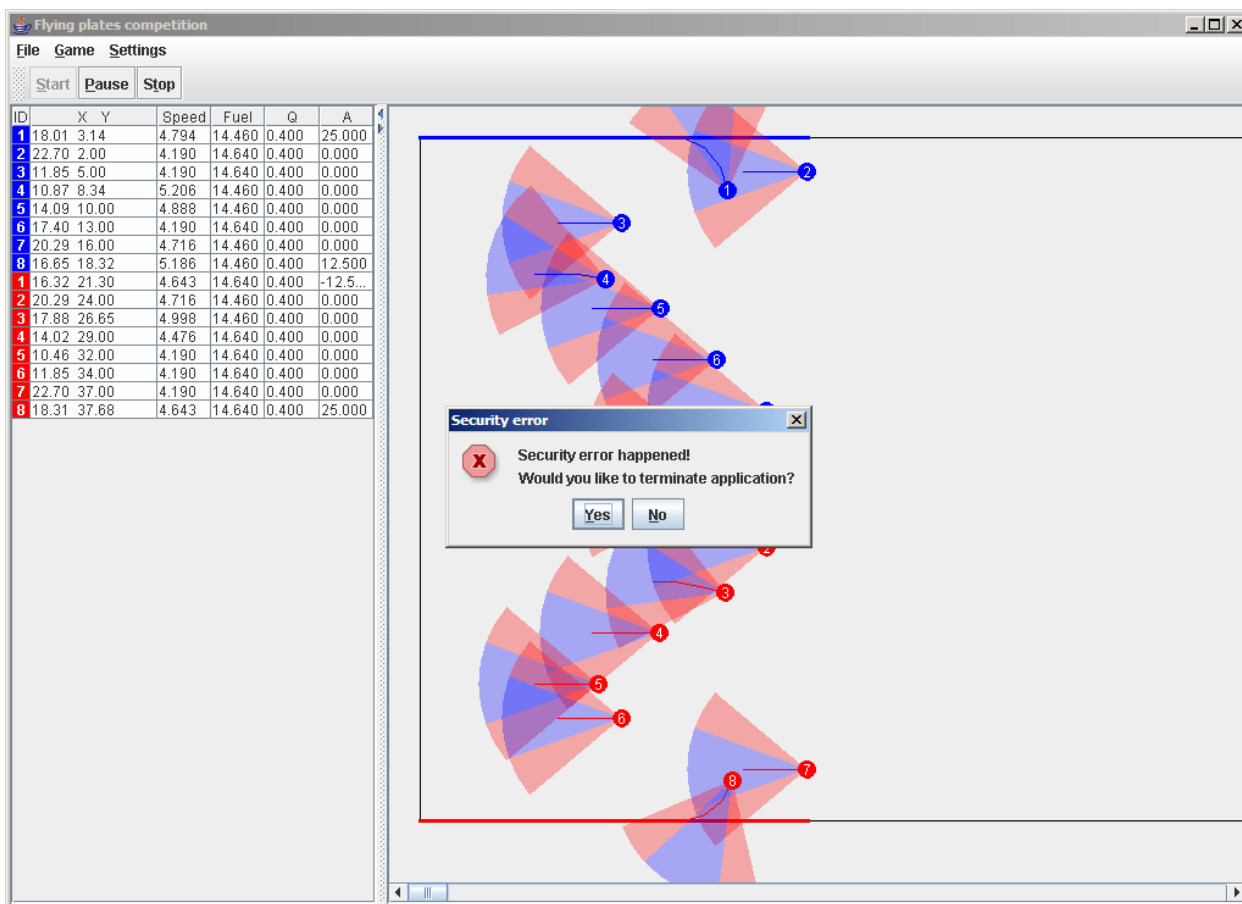 Flying plates competition
File Game Settings
Start Pause Stop
ID X Y Speed Fuel Q A
1 18.01 3.14 4.794 14.460 0.400 25.000
2 22.70 2.00 4.190 14.640 0.400 0.000
3 11.85 5.00 4.190 14.640 0.400 0.000
4 10.87 8.34 5.206 14.460 0.400 0.000
5 14.09 10.00 4.888 14.460 0.400 0.000
6 17.40 13.00 4.190 14.640 0.400 0.000
7 20.29 16.00 4.716 14.460 0.400 0.000
8 16.65 18.32 5.186 14.460 0.400 12.500
1 16.32 21.30 4.643 14.640 0.400 -12.5...
2 20.29 24.00 4.716 14.460 0.400 0.000
3 17.88 26.65 4.998 14.460 0.400 0.000
4 14.02 29.00 4.476 14.640 0.400 0.000
5 10.46 32.00 4.190 14.640 0.400 0.000
6 11.85 34.00 4.190 14.640 0.400 0.000
7 22.70 37.00 4.190 14.640 0.400 0.000
8 18.31 37.68 4.643 14.640 0.400 25.000
2
1
3
4
5
6
Security error
Security error happened!
Would you like to terminate application?
Yes No
2
3
4
5
6
7
8